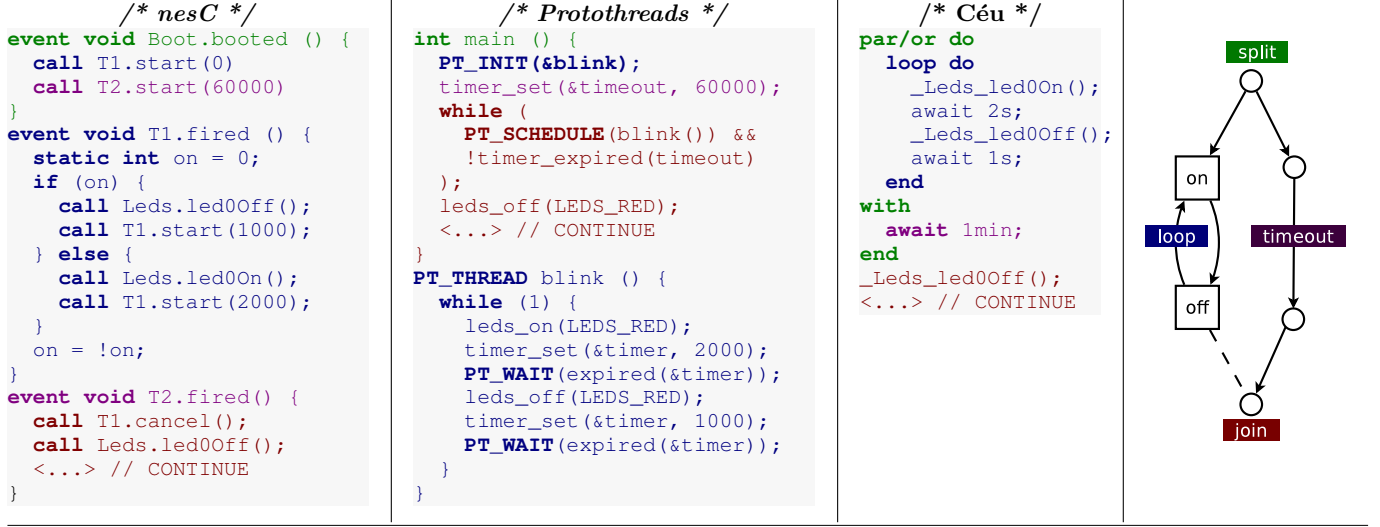 /* nesC */
event void Boot.booted () {
  call T1.start(0)
  call T2.start(60000)
}
event void T1.fired () {
  static int on = 0;
  if (on) {
    call Leds.led0Off();
    call T1.start(1000);
  } else {
    call Leds.led0On();
    call T1.start(2000);
  }
  on = !on;
}
event void T2.fired() {
  call T1.cancel();
  call Leds.led0Off();
  <...> // CONTINUE
}
/* Protothreads */
int main () {
  PT_INIT(&blink);
  timer_set(&timeout, 60000);
  while (
    PT_SCHEDULE(blink()) &&
    !timer_expired(timeout)
  );
  leds_off(LEDS_RED);
  <...> // CONTINUE
}
PT_THREAD blink () {
  while (1) {
    leds_on(LEDS_RED);
    timer_set(&timer, 2000);
    PT_WAIT(expired(&timer));
    leds_off(LEDS_RED);
    timer_set(&timer, 1000);
    PT_WAIT(expired(&timer));
  }
}
/* Céu */
par/or do
  loop do
    _Leds_led0On();
    await 2s;
    _Leds_led0Off();
    await 1s;
  end
with
  await 1min;
end
_Leds_led0Off();
<...> // CONTINUE
split
on
loop
timeout
off
join